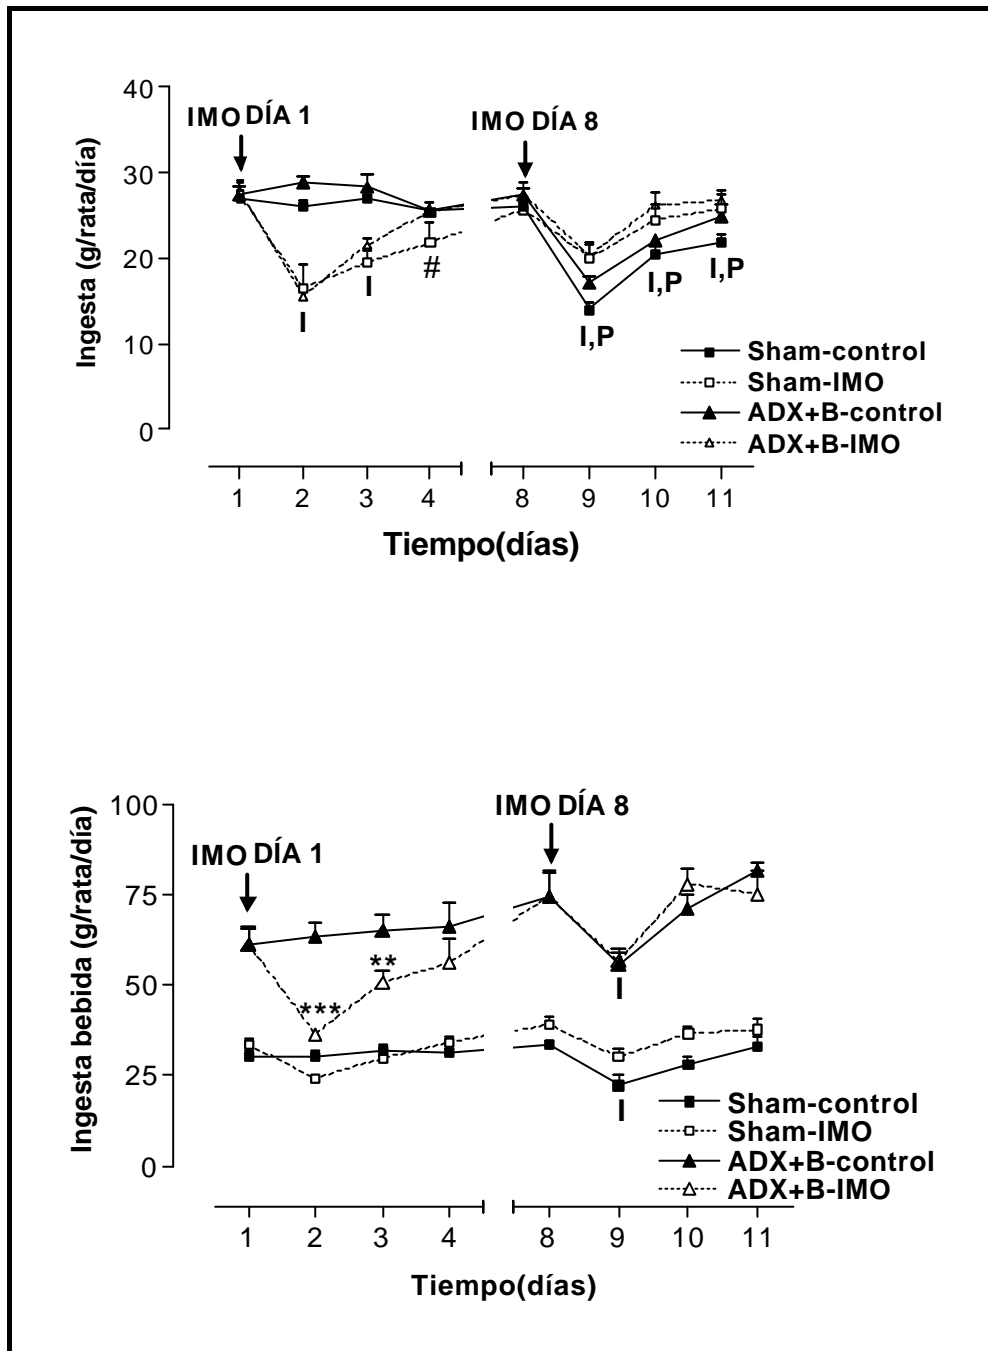 40
IMO DÍA 1
IMO DÍA 8
30
20
10
0
Ingesta (g/rata/día)
I
I
#
I,P
I,P
I,P
Sham-control
Sham-IMO
ADX+B-control
ADX+B-IMO
1 2 3 4 8 9 10 11
Tiempo(días)
100
IMO DÍA 8
IMO DÍA 1
75
50
25
0
Ingesta bebida (g/rata/día)
***
**
I
I
Sham-control
Sham-IMO
ADX+B-control
ADX+B-IMO
1 2 3 4 8 9 10 11
Tiempo(días)